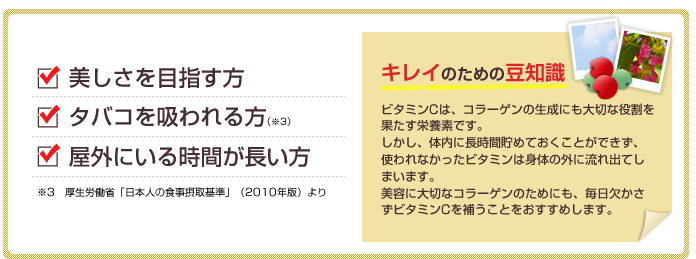 美しさを目指す方
タバコを吸われる方(※3)
屋外にいる時間が長い方
※3　厚生労働省「日本人の食事摂取基準」（2010年版）より
キレイのための豆知識
ビタミンCは、コラーゲンの生成にも大切な役割を
果たす栄養素です。
しかし、体内に長時間貯めておくことができず、
使われなかったビタミンは身体の外に流れ出てし
まいます。
美容に大切なコラーゲンのためにも、毎日欠かさ
ずビタミンCを補うことをおすすめします。